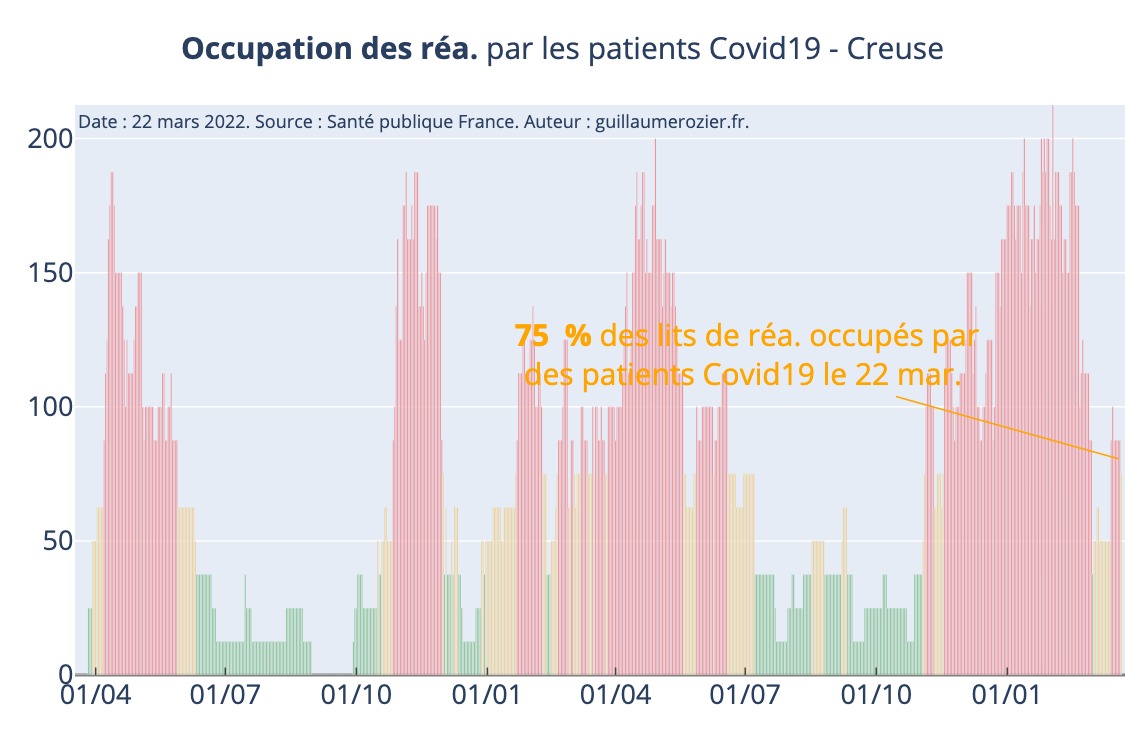 Occupation des réa. par les patients Covid19 - Creuse
Date : 22 mars 2022. Source : Santé publique France. Auteur : guillaumerozier.fr.
200
150
75  % des lits de réa. occupés par
des patients Covid19 le 22 mar.
100
50
0
01/04 01/07 01/10 01/01 01/04 01/07 01/10 01/01